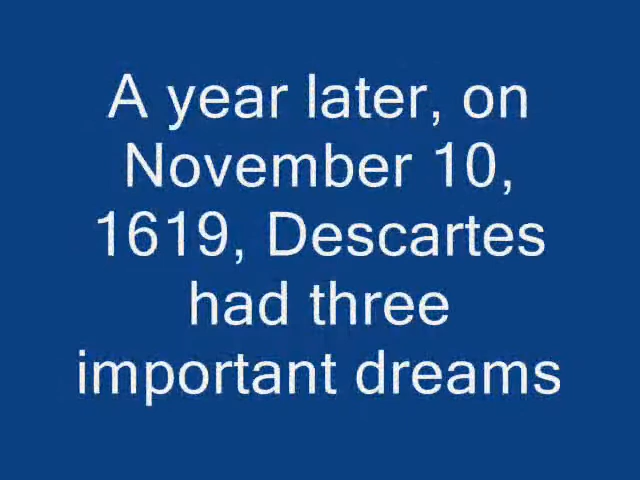 A year later, on
November 10,
1619, Descartes
had three
important dreams